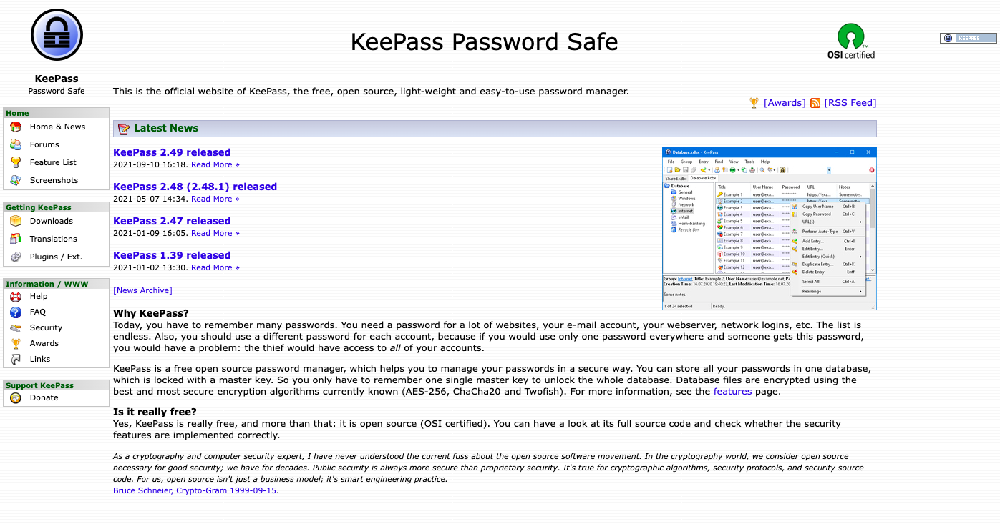 KeePass Password Safe
OSI certified
TM
KEEPASS
KeePass
Password Safe
This is the official website of KeePass, the free, open source, light-weight and easy-to-use password manager.
[Awards] [RSS Feed]
Home
Home & News
Forums
Feature List
Screenshots
Getting KeePass
Downloads
Translations
Plugins / Ext.
Information / WWW
Help
FAQ
Security
Awards
Links
Support KeePass
Donate
Latest News
KeePass 2.49 released
2021-09-10 16:18. Read More »
KeePass 2.48 (2.48.1) released
2021-05-07 14:34. Read More »
KeePass 2.47 released
2021-01-09 16:05. Read More »
KeePass 1.39 released
2021-01-02 13:30. Read More »
[News Archive]
Database.kdbx - KeePass
File Group Entry Find View Tools Help
Shared.kdbx Database.kdbx
Database
General
Windows
Network
Internet
eMail
Homebanking
Recycle Bin
Title User Name Password URL Notes
Example 1 user@exa... ******** https://exa... Some notes.
Example 2 user@exa... ******** https://exa... Some notes.
Example 3 user@exa...
Example 4 user@exa...
Example 5 user@exa...
Example 6 user@exa...
Example 7 user@exa...
Example 8 user@exa...
Example 9 user@exa...
Example 10 user@exa...
Example 11 user@exa...
Example 12 user@exa...
Copy User Name Ctrl+B
Copy Password Ctrl+C
URL(s)
Perform Auto-Type Ctrl+V
Add Entry... Ctrl+I
Edit Entry... Enter
Edit Entry (Quick)
Duplicate Entry... Ctrl+K
Delete Entry Entf
Select All Ctrl+A
Rearrange
Group: Internet, Title: Example 2, User Name: user@example.net,
Creation Time: 16.07.2020 19:40:23, Last Modification Time: 16.07.20
Some notes.
1 of 24 selected Ready.
Why KeePass?
Today, you have to remember many passwords. You need a password for a lot of websites, your e-mail account, your webserver, network logins, etc. The list is
endless. Also, you should use a different password for each account, because if you would use only one password everywhere and someone gets this password,
you would have a problem: the thief would have access to all of your accounts.
KeePass is a free open source password manager, which helps you to manage your passwords in a secure way. You can store all your passwords in one database,
which is locked with a master key. So you only have to remember one single master key to unlock the whole database. Database files are encrypted using the
best and most secure encryption algorithms currently known (AES-256, ChaCha20 and Twofish). For more information, see the features page.
Is it really free?
Yes, KeePass is really free, and more than that: it is open source (OSI certified). You can have a look at its full source code and check whether the security
features are implemented correctly.
As a cryptography and computer security expert, I have never understood the current fuss about the open source software movement. In the cryptography world, we consider open source
necessary for good security; we have for decades. Public security is always more secure than proprietary security. It's true for cryptographic algorithms, security protocols, and security source
code. For us, open source isn't just a business model; it's smart engineering practice.
Bruce Schneier, Crypto-Gram 1999-09-15.